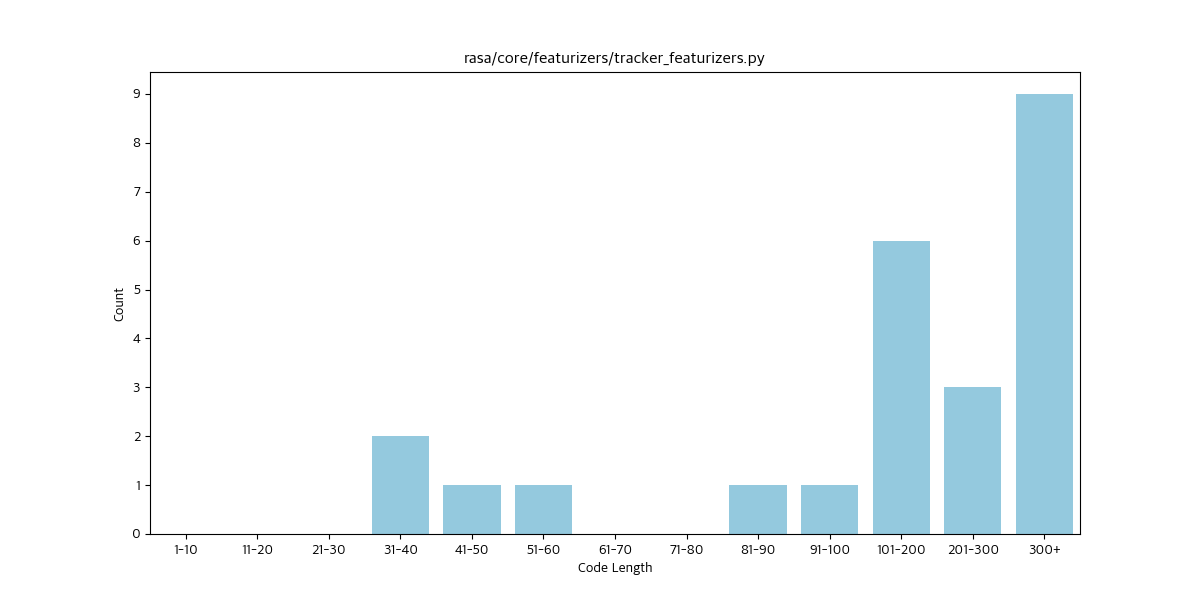 rasa/core/featurizers/tracker_featurizers.py
9
8
7
6
5
4
3
2
1
0
Count
1-10 11-20 21-30 31-40 41-50 51-60 61-70 71-80 81-90 91-100 101-200 201-300 300+
Code Length